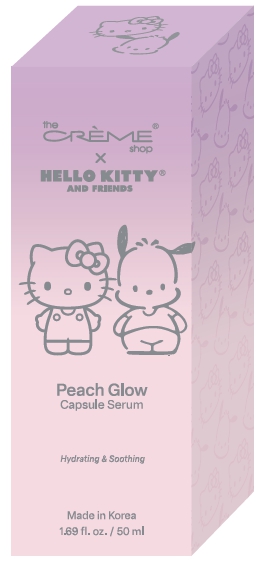 the
CRÈME®
shop
×
HELLO KITTY®
AND FRIENDS
Peach Glow
Capsule Serum
Hydrating & Soothing
Made in Korea
1.69 fl. oz. / 50 ml